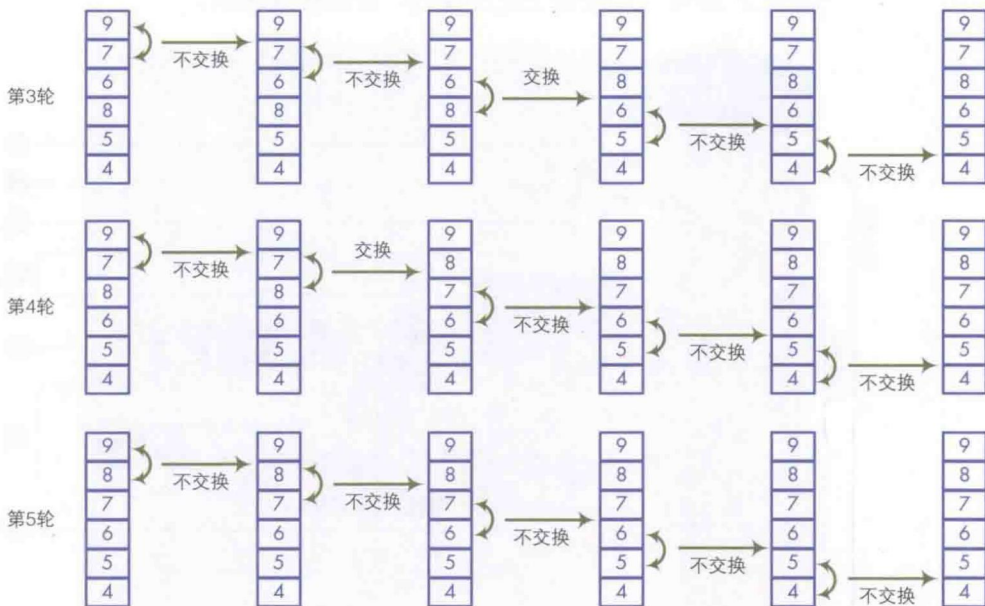 9 9 9 9 9 9
7 不交换 7 7 7 7 7
6 6 不交换 6 交换 8 8 8
第3轮
8 8 8 6 6 6
5 5 5 5 不交换 5 5
4 4 4 4 4 不交换 4
9 9 9 9 9 9
7 不交换 7 交换 8 8 8 8
8 8 7 7 7 7
第4轮
6 6 6 不交换 6 6 6
5 5 5 5 不交换 5 5
4 4 4 4 4 不交换 4
9 9 9 9 9 9
8 不交换 8 8 8 8 8
7 7 不交换 7 7 7 7
第5轮
6 6 6 不交换 6 6 6
5 5 5 5 不交换 5 5
4 4 4 4 4 不交换 4